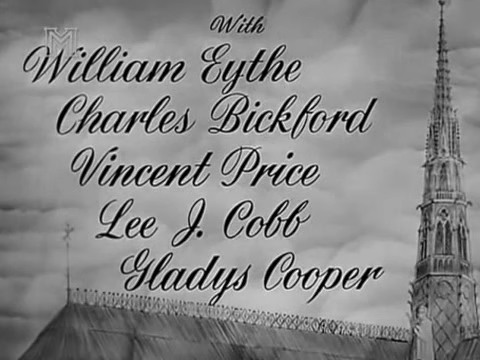 With
M
William Eythe
Charles Bickford
Vincent Price
Lee J. Cobb
Gladys Cooper